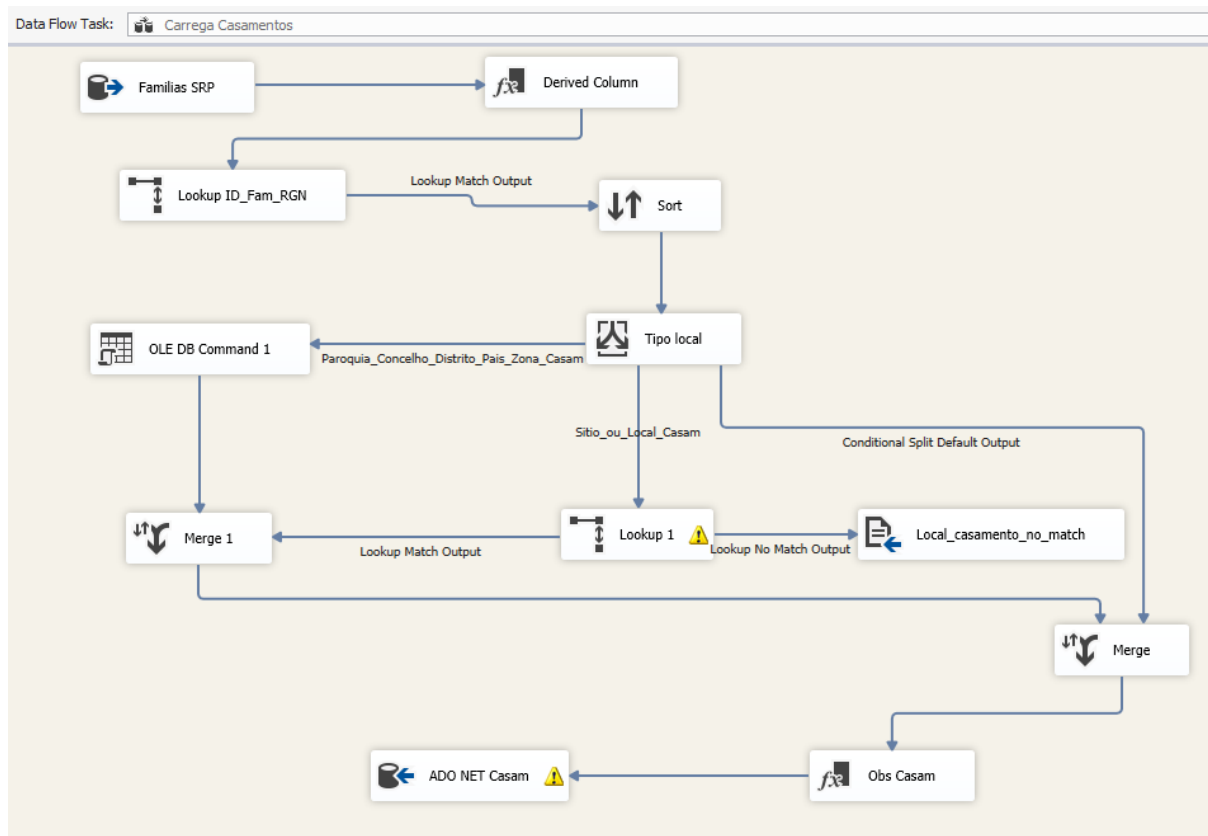 Data Flow Task:
Carrega Casamentos
Familias SRP
Derived Column
Lookup ID_Fam_RGN
Lookup Match Output
Sort
OLE DB Command 1
Paroquia_Concelho_Distrito_Pais_Zona_Casam
Tipo local
Sitio_ou_Local_Casam
Conditional Split Default Output
Merge 1
Lookup Match Output
Lookup 1
Lookup No Match Output
Local_casamento_no_match
Merge
ADO NET Casam
Obs Casam